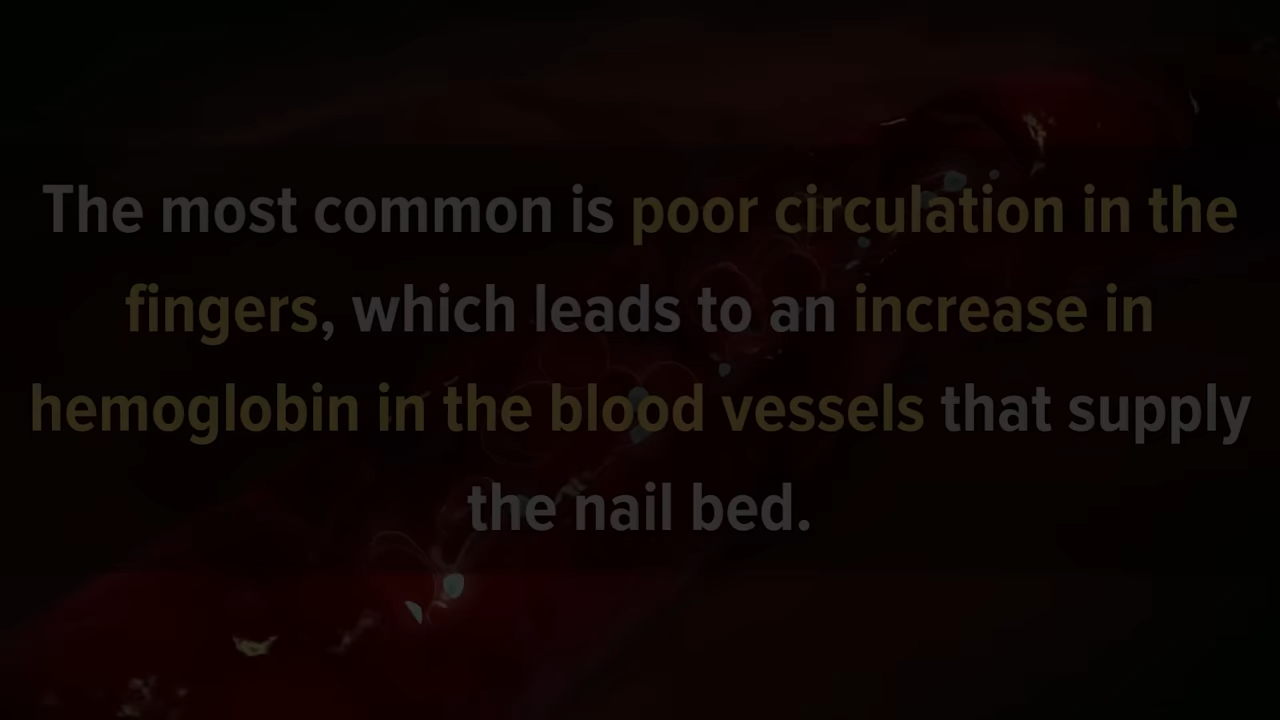 The most common is poor circulation in the
fingers, which leads to an increase in
hemoglobin in the blood vessels that supply
the nail bed.